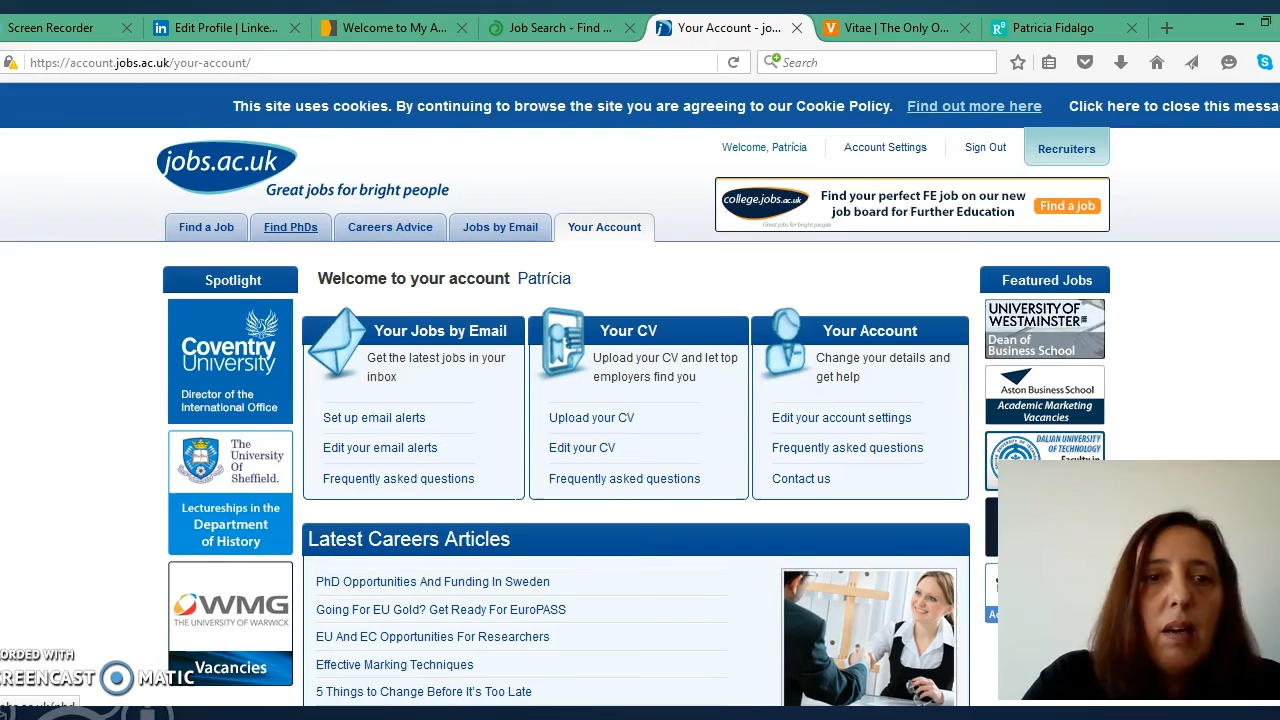 Screen Recorder
Edit Profile | Linke...
Welcome to My A...
Job Search - Find ...
Your Account - jo...
Vitae | The Only O...
Patricia Fidalgo
https://account.jobs.ac.uk/your-account/
Search
This site uses cookies. By continuing to browse the site you are agreeing to our Cookie Policy. Find out more here Click here to close this messa
jobs.ac.uk
Great jobs for bright people
Welcome, Patrícia
Account Settings
Sign Out
Recruiters
college.jobs.ac.uk
Great jobs for bright people
Find your perfect FE job on our new
job board for Further Education
Find a job
Find a Job
Find PhDs
Careers Advice
Jobs by Email
Your Account
Spotlight
Coventry
University
Director of the
International Office
The
University
Of
Sheffield.
Lectureships in the
Department
of History
WMG
THE UNIVERSITY OF WARWICK
Vacancies
Welcome to your account Patrícia
Your Jobs by Email
Get the latest jobs in your
inbox
Edit your email alerts
Frequently asked questions
Your CV
Upload your CV and let top
employers find you
Upload your CV
Edit your CV
Frequently asked questions
Your Account
Change your details and
get help
Edit your account settings
Frequently asked questions
Contact us
Latest Careers Articles
PhD Opportunities And Funding In Sweden
Going For EU Gold? Get Ready For EuroPASS
EU And EC Opportunities For Researchers
Effective Marking Techniques
5 Things to Change Before It's Too Late
Featured Jobs
UNIVERSITY OF
WESTMINSTER
Dean of
Business School
Aston Business School
Academic Marketing
Vacancies
DALIAN UNIVERSITY
OF TECHNOLOGY
Faculty in
ORDED WITH
CREENCAST MATIC